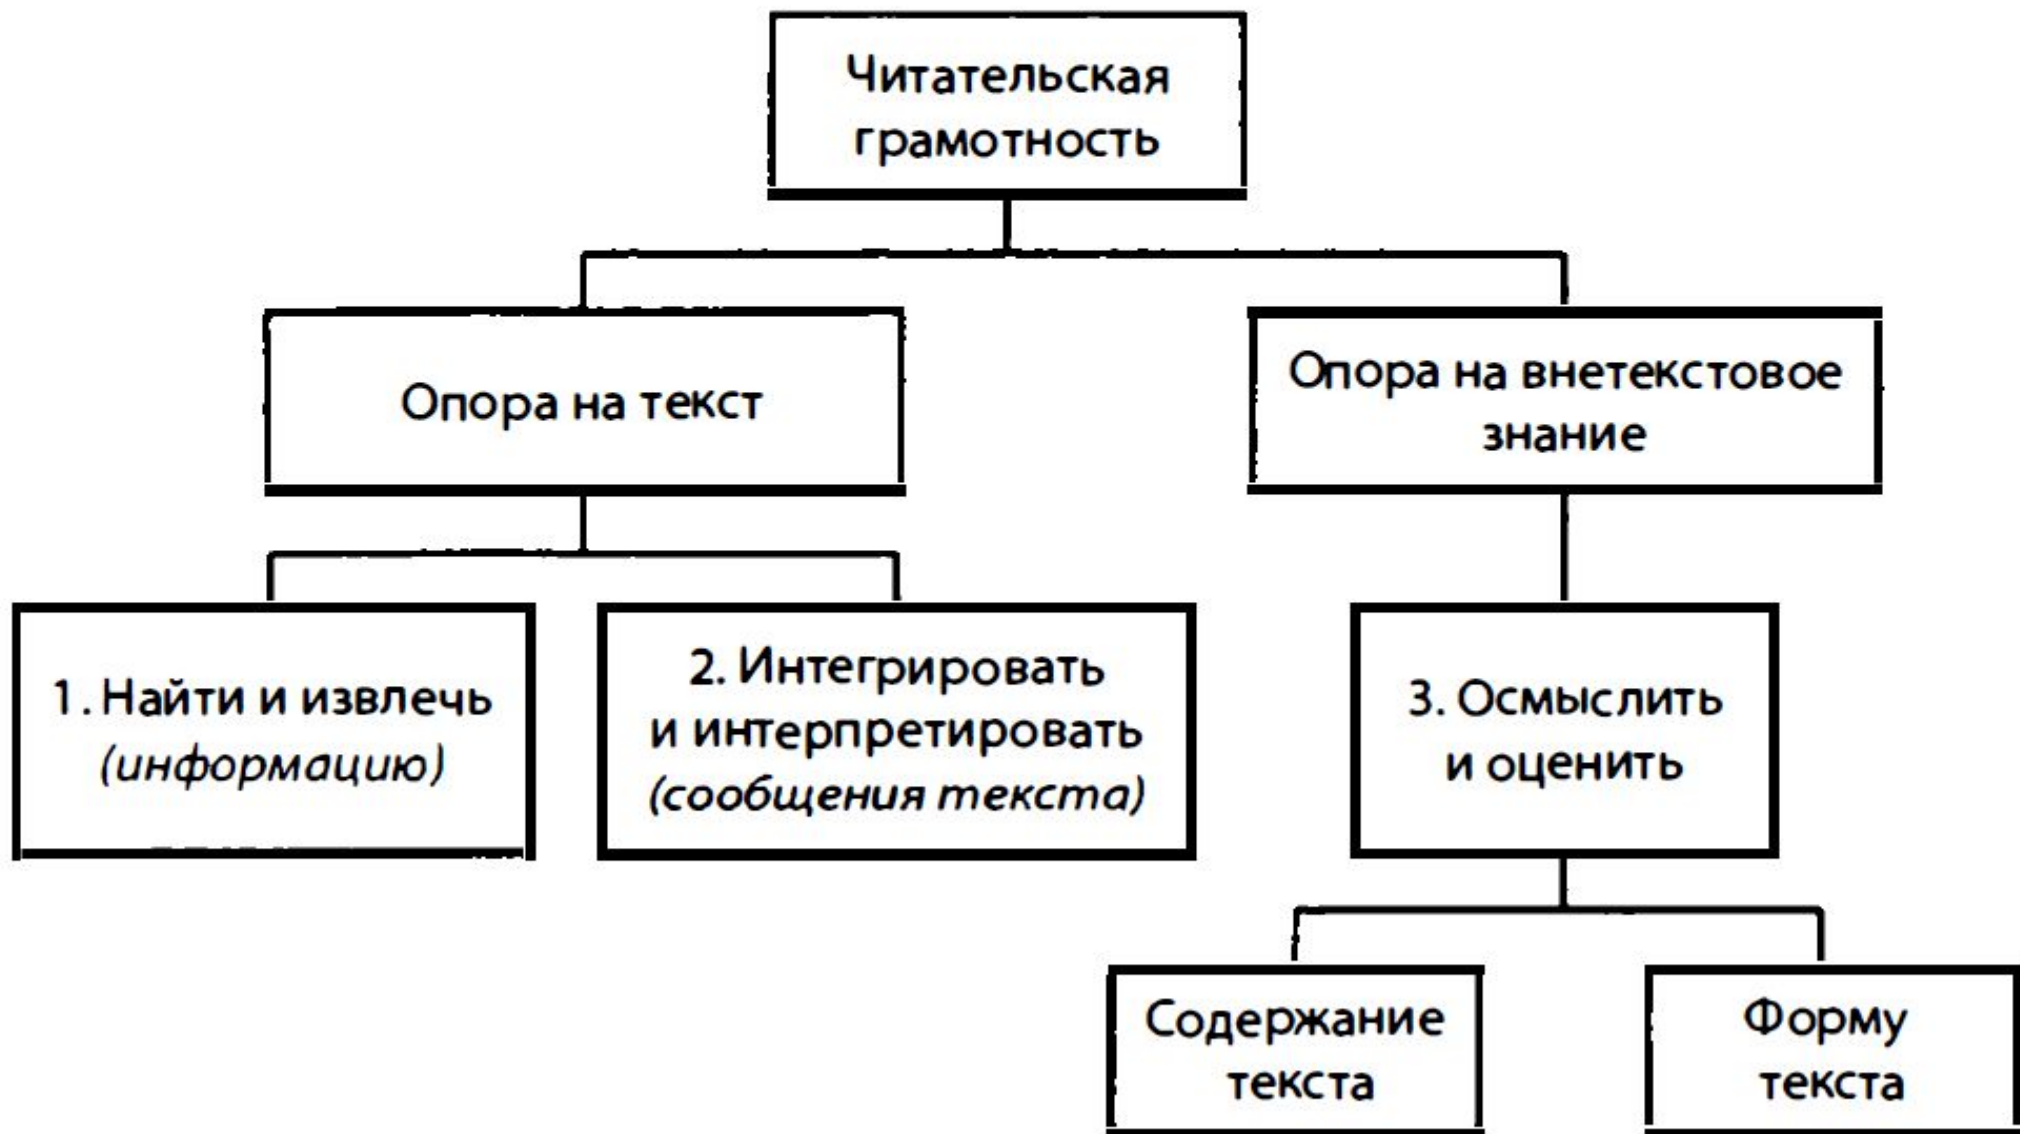 Читательская
грамотность
Опора на текст
Опора на внетекстовое
знание
1. Найти и извлечь
(информацию)
2. Интегрировать
и интерпретировать
(сообщения текста)
3. Осмыслить
и оценить
Содержание
текста
Форму
текста